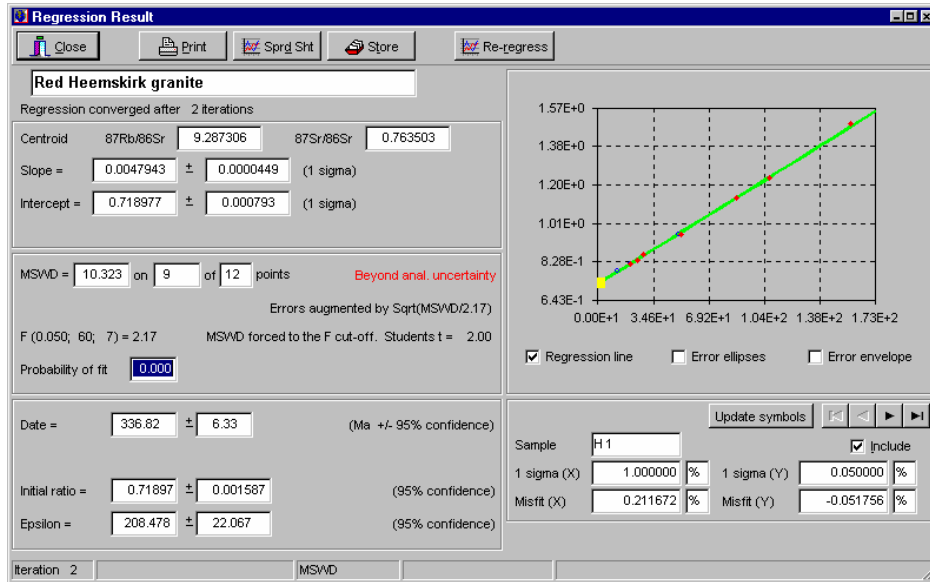 Regression Result
Close Print Sprd Sht Store Re-regress
Red Heemskirk granite
Regression converged after 2 iterations
Centroid 87Rb/86Sr 9.287306 87Sr/86Sr 0.763503
Slope = 0.0047943 ± 0.0000449 (1 sigma)
Intercept = 0.718977 ± 0.000793 (1 sigma)
MSWD = 10.323 on 9 of 12 points Beyond anal. uncertainty
Errors augmented by Sqrt(MSWD/2.17)
F (0.050; 60; 7) = 2.17 MSWD forced to the F cut-off. Students t = 2.00
Probability of fit 0.000
Date = 336.82 ± 6.33 (Ma +/- 95% confidence)
Initial ratio = 0.71897 ± 0.001587 (95% confidence)
Epsilon = 208.478 ± 22.067 (95% confidence)
1.57E+0
1.38E+0
1.20E+0
1.01E+0
8.28E-1
6.43E-1
0.00E+1 3.46E+1 6.92E+1 1.04E+2 1.38E+2 1.73E+2
Regression line Error ellipses Error envelope
Update symbols
Sample H 1 Include
1 sigma (X) 1.000000 % 1 sigma (Y) 0.050000 %
Misfit (X) 0.211672 % Misfit (Y) -0.051756 %
Iteration 2 MSWD